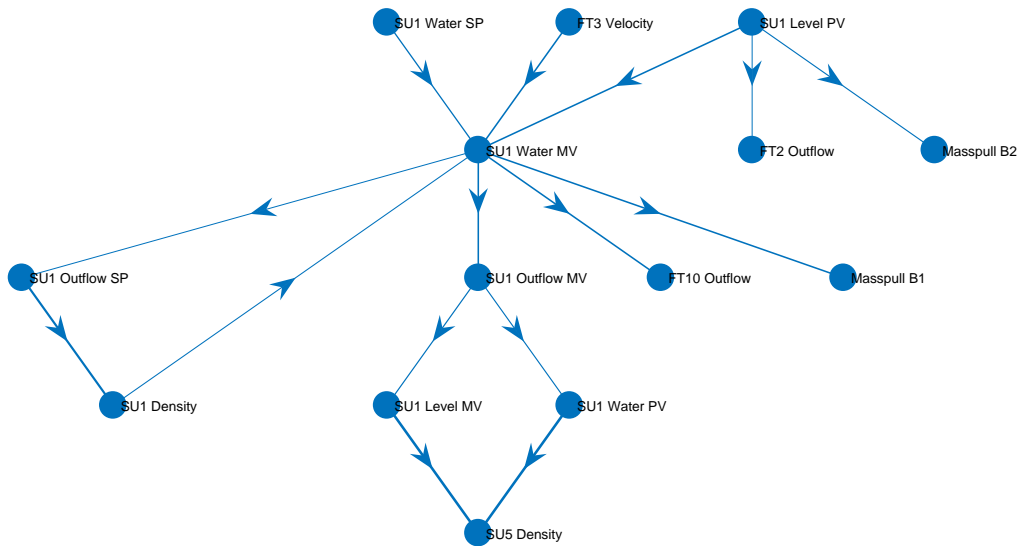 SU1 Water SP
FT3 Velocity
SU1 Level PV
SU1 Water MV
FT2 Outflow
Masspull B2
SU1 Outflow SP
SU1 Outflow MV
FT10 Outflow
Masspull B1
SU1 Density
SU1 Level MV
SU1 Water PV
SU5 Density